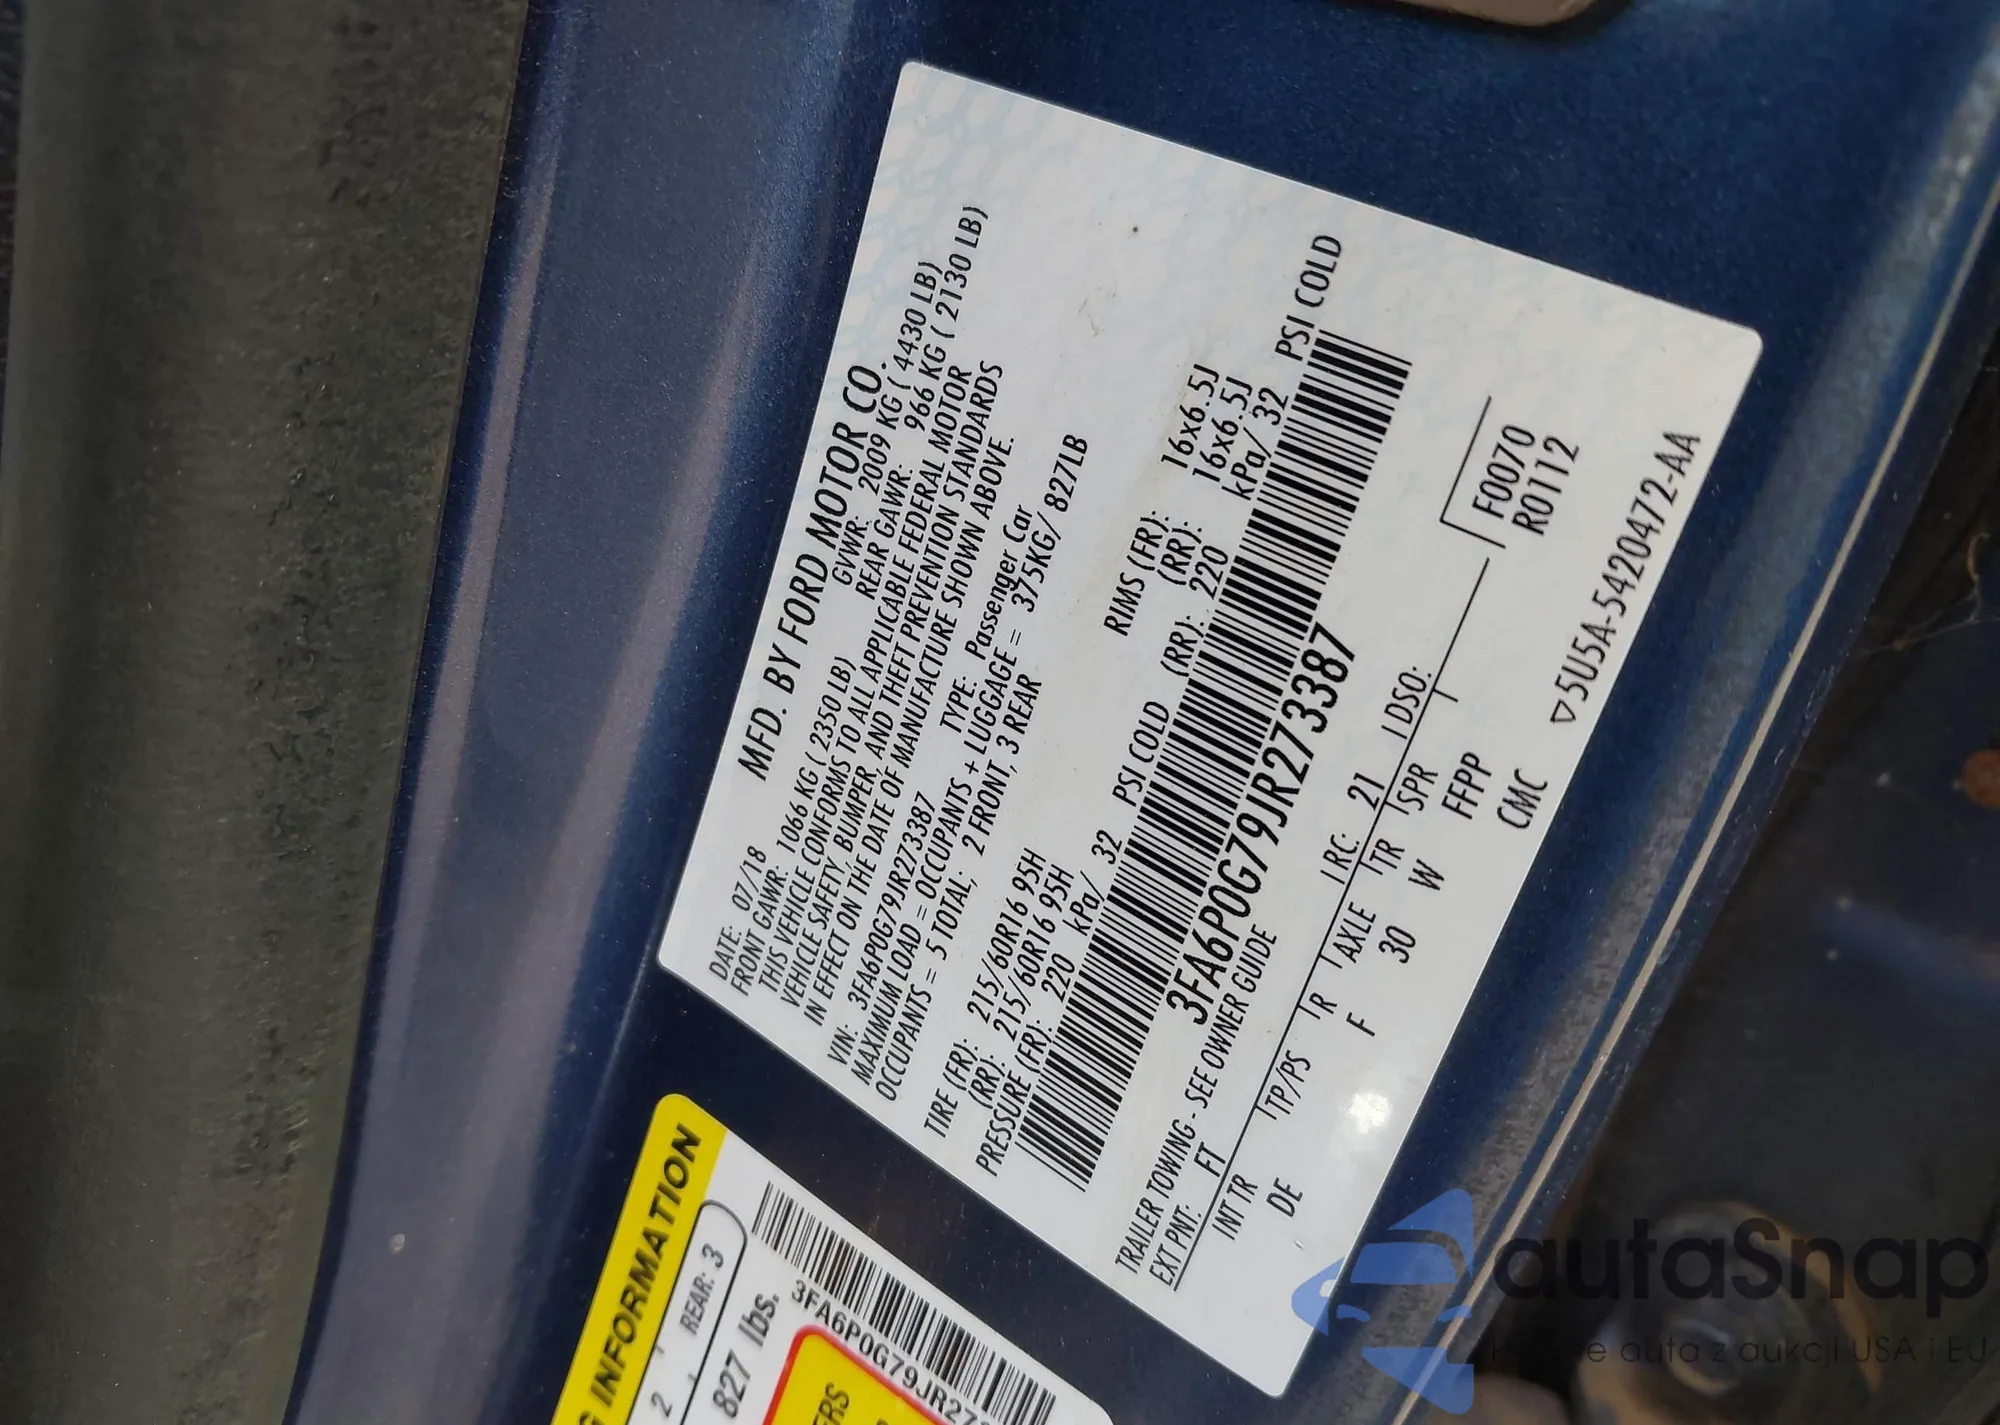 MFD. BY FORD MOTOR CO.
DATE: 07/18 GVWR: 2009 KG ( 4430 LB)
FRONT GAWR: 1066 KG ( 2350 LB) REAR GAWR: 966 KG ( 2130 LB)
THIS VEHICLE CONFORMS TO ALL APPLICABLE FEDERAL MOTOR
VEHICLE SAFETY, BUMPER, AND THEFT PREVENTION STANDARDS
IN EFFECT ON THE DATE OF MANUFACTURE SHOWN ABOVE.
VIN: 3FA6P0G79JR273387 TYPE: Passenger Car
MAXIMUM LOAD = OCCUPANTS + LUGGAGE = 375KG/ 827LB
OCCUPANTS = 5 TOTAL, 2 FRONT, 3 REAR
TIRE (FR): 215/60R16 95H RIMS (FR): 16x6.5J
(RR): 215/60R16 95H (RR): 16x6.5J
PRESSURE (FR): 220 kPa/ 32 PSI COLD (RR): 220 kPa/ 32 PSI COLD
3FA6P0G79JR273387
TRAILER TOWING - SEE OWNER GUIDE
EXT PNT: FT RC: 21 DSO:
INT TR TP/PS R AXLE TR SPR
DE F 30 W FFPP
F0070
R0112
CMC
▽5U5A-5420472-AA
G INFORMATION
2 REAR: 3
827 lbs.
3FA6P0G79JR27
ERS
autaSnap
auta z aukcji USA i EU